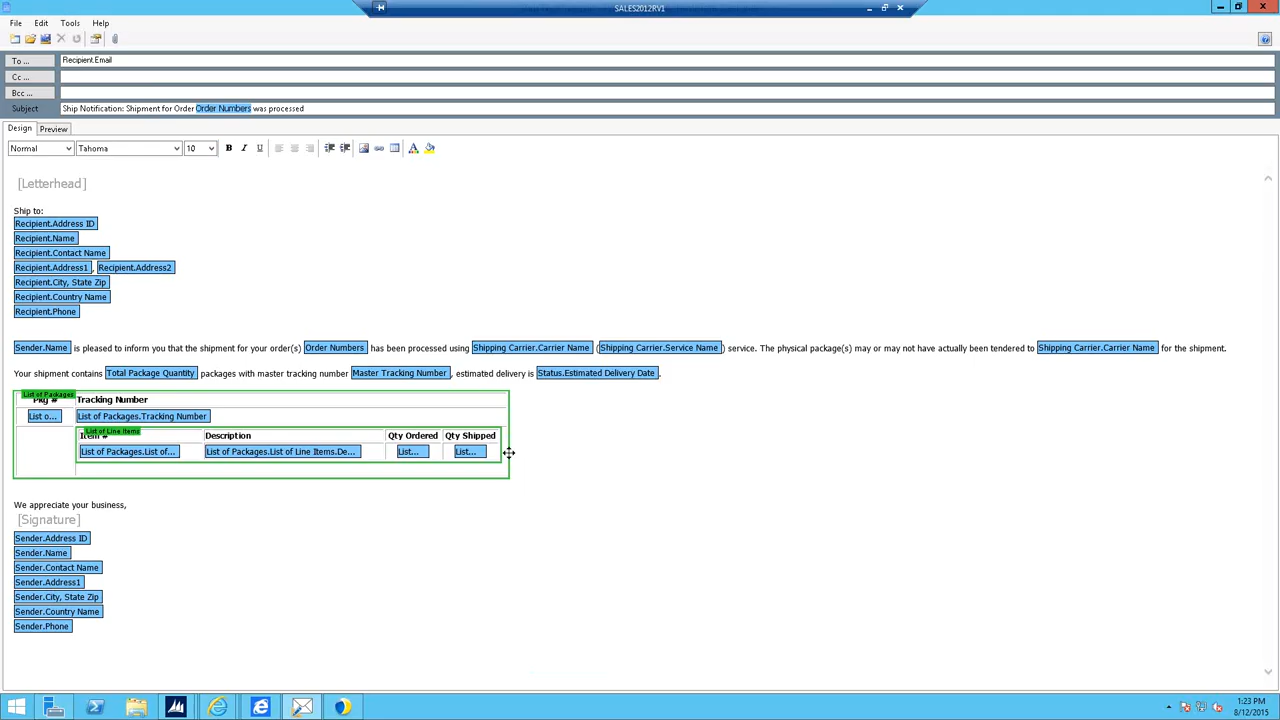 SALES2012RV1
File Edit Tools Help
To ... Recipient.Email
Cc ...
Bcc ...
Subject Ship Notification: Shipment for Order Order Numbers was processed
Design Preview
Normal Tahoma 10 B I U A
[Letterhead]
Ship to:
Recipient.Address ID
Recipient.Name
Recipient.Contact Name
Recipient.Address1 , Recipient.Address2
Recipient.City, State Zip
Recipient.Country Name
Recipient.Phone
Sender.Name is pleased to inform you that the shipment for your order(s) Order Numbers has been processed using Shipping Carrier.Carrier Name ( Shipping Carrier.Service Name ) service. The physical package(s) may or may not have actually been tendered to Shipping Carrier.Carrier Name for the shipment.
Your shipment contains Total Package Quantity packages with master tracking number Master Tracking Number , estimated delivery is Status.Estimated Delivery Date .
List of Packages
Pkg # Tracking Number
List o... List of Packages.Tracking Number
List of Line Items
Item # Description Qty Ordered Qty Shipped
List of Packages.List of... List of Packages.List of Line Items.De... List... List...
We appreciate your business,
[Signature]
Sender.Address ID
Sender.Name
Sender.Contact Name
Sender.Address1
Sender.City, State Zip
Sender.Country Name
Sender.Phone
1:23 PM
8/12/2015